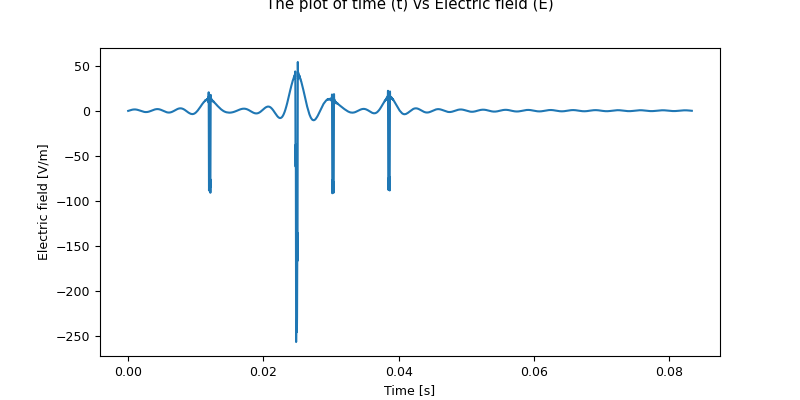 The plot of time (t) vs Electric field (E)
Electric field [V/m]
50
0
−50
−100
−150
−200
−250
0.00 0.02 0.04 0.06 0.08
Time [s]